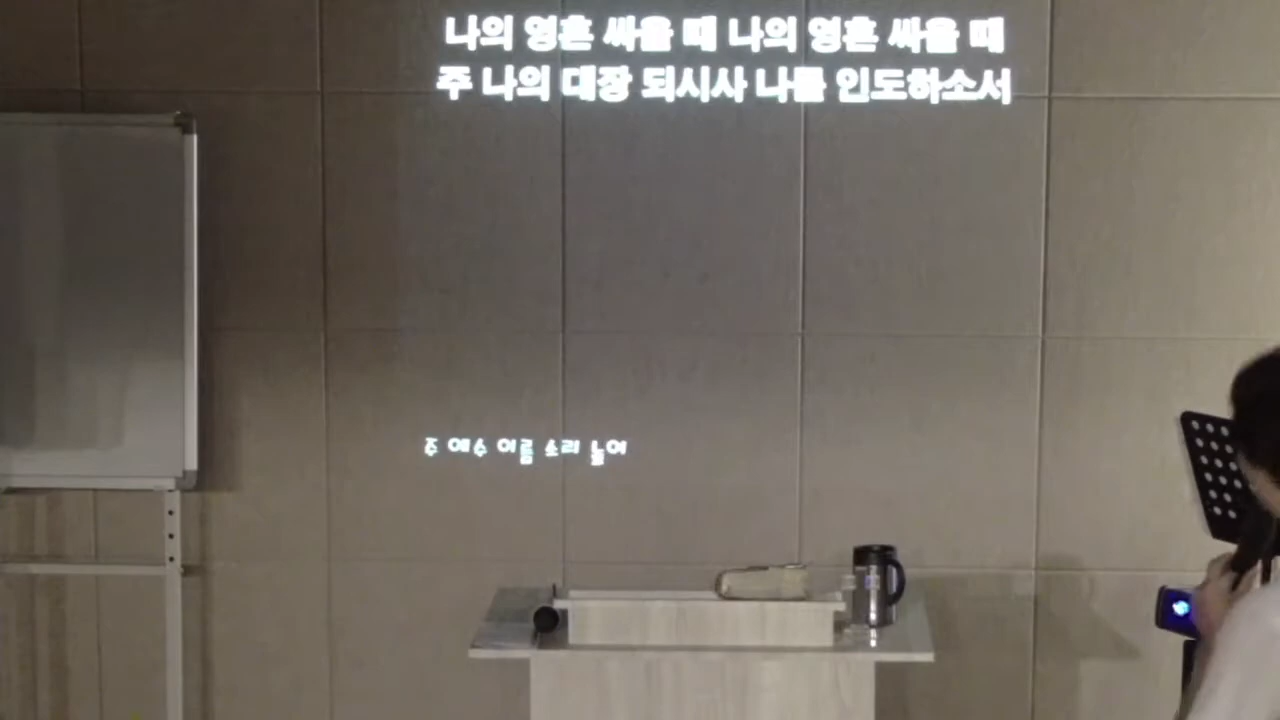 나의 영혼 싸울 때 나의 영혼 싸울 때
주 나의 대장 되시사 나를 인도하소서
주 예수 이름 소리 높여